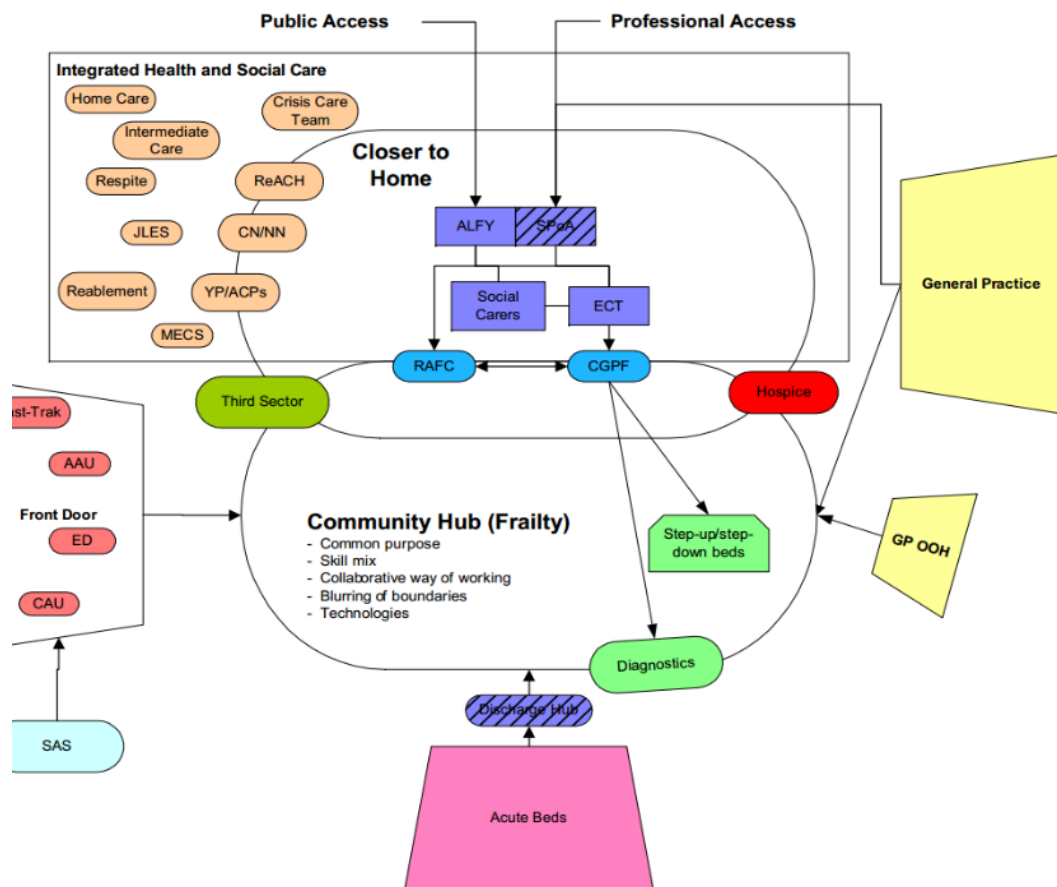 Public Access
Professional Access
Integrated Health and Social Care
Home Care
Crisis Care
Team
Intermediate
Care
Closer to
Home
Respite
ReACH
ALFY
SPoA
JLES
CN/NN
General Practice
Reablement
YP/ACPs
Social
Carers
ECT
MECS
RAFC
CGPF
Third Sector
Hospice
st-Trak
AAU
Front Door
ED
CAU
Community Hub (Frailty)
- Common purpose
- Skill mix
- Collaborative way of working
- Blurring of boundaries
- Technologies
Step-up/step-
down beds
GP OOH
Diagnostics
Discharge Hub
SAS
Acute Beds